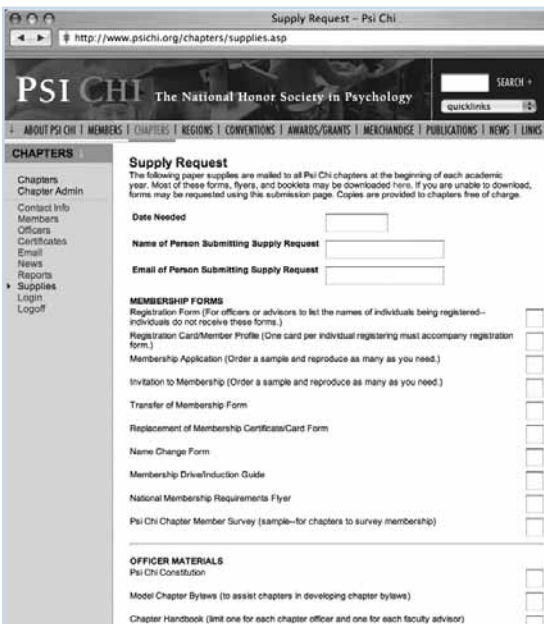 Supply Request – Psi Chi
http://www.psichi.org/chapters/supplies.asp
PSI CHI The National Honor Society in Psychology
SEARCH
quicklinks
ABOUT PSI CHI | MEMBERS | CHAPTERS | REGIONS | CONVENTIONS | AWARDS/GRANTS | MERCHANDISE | PUBLICATIONS | NEWS | LINKS
CHAPTERS
Chapters
Chapter Admin
Contact Info
Members
Officers
Certificates
Email
News
Reports
Supplies
Login
Logoff
Supply Request
The following paper supplies are mailed to all Psi Chi chapters at the beginning of each academic
year. Most of these forms, flyers, and booklets may be downloaded here. If you are unable to download,
forms may be requested using this submission page. Copies are provided to chapters free of charge.
Date Needed
Name of Person Submitting Supply Request
Email of Person Submitting Supply Request
MEMBERSHIP FORMS
Registration Form (For officers or advisors to list the names of individuals being registered--
individuals do not receive these forms.)
Registration Card/Member Profile (One card per individual registering must accompany registration
form.)
Membership Application (Order a sample and reproduce as many as you need.)
Invitation to Membership (Order a sample and reproduce as many as you need.)
Transfer of Membership Form
Replacement of Membership Certificate/Card Form
Name Change Form
Membership Drive/Induction Guide
National Membership Requirements Flyer
Psi Chi Chapter Member Survey (sample--for chapters to survey membership)
OFFICER MATERIALS
Psi Chi Constitution
Model Chapter Bylaws (to assist chapters in developing chapter bylaws)
Chapter Handbook (limit one for each chapter officer and one for each faculty advisor)